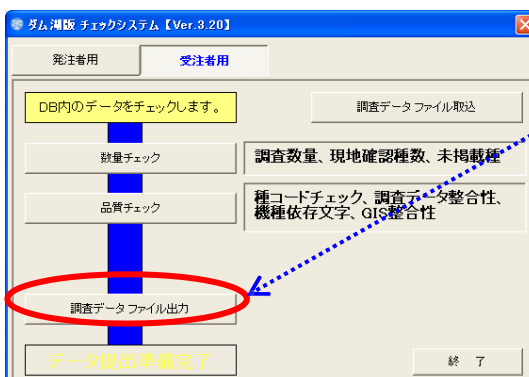 ダム湖版 チェックシステム【Ver.3.20】
発注者用
受注者用
DB内のデータをチェックします。
調査データファイル取込
数量チェック
調査数量、現地確認種数、未掲載種
品質チェック
種コードチェック、調査データ整合性、
機種依存文字、GIS整合性
調査データファイル出力
データ提出準備完了
終 了